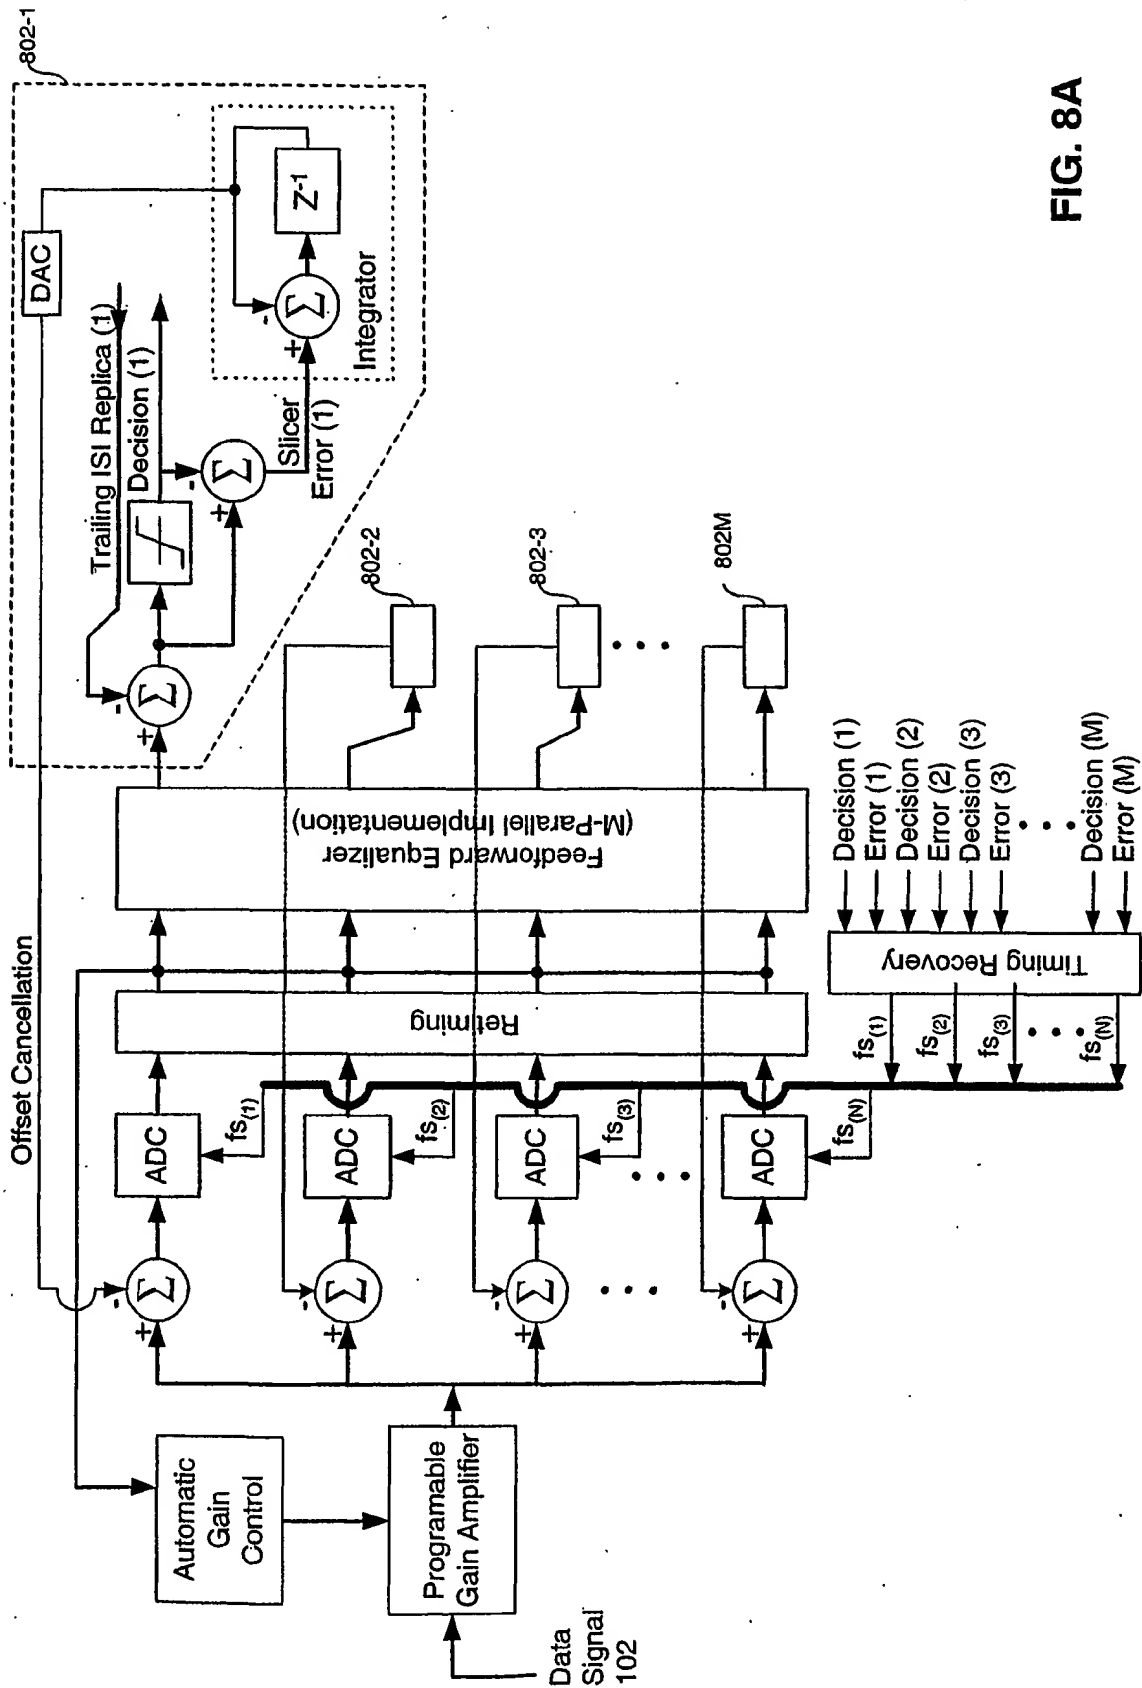 802-1
DAC
Trailing ISI Replica (1)
Decision (1)
-
+
Σ
-
+
Σ
Slicer
Error (1)
-
+
Σ
Z-1
Integrator
802-2
802-3
802M
Offset Cancellation
Feedforward Equalizer
(M-Parallel Implementation)
Retiming
ADC
fs(1)
ADC
fs(2)
ADC
fs(3)
ADC
fs(N)
-
+
Σ
-
+
Σ
-
+
Σ
-
+
Σ
Automatic
Gain
Control
Programable
Gain Amplifier
Data
Signal
102
Timing Recovery
Decision (1)
Error (1)
Decision (2)
Error (2)
Decision (3)
Error (3)
Decision (M)
Error (M)
fs(1)
fs(2)
fs(3)
fs(N)
FIG. 8A